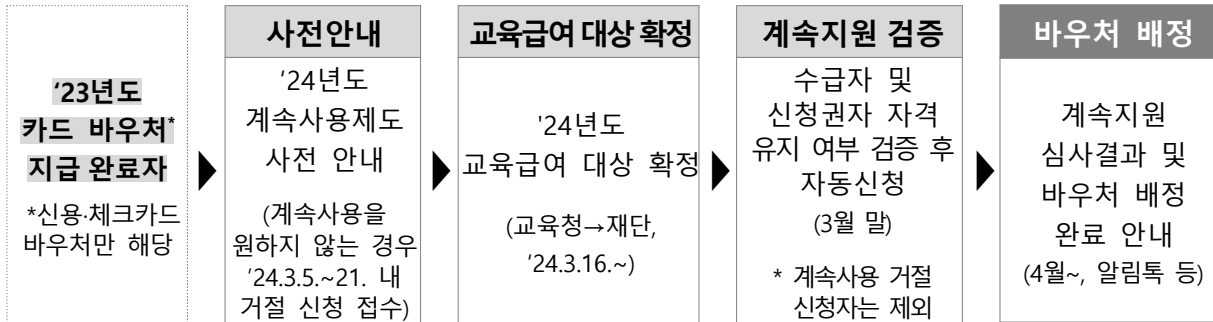 ‘23년도
카드 바우처*
지급 완료자
*신용·체크카드
바우처만 해당
사전안내
'24년도
계속사용제도
사전 안내
(계속사용을
원하지 않는 경우
'24.3.5.~21. 내
거절 신청 접수)
교육급여 대상 확정
'24년도
교육급여 대상 확정
(교육청→재단,
'24.3.16.~)
계속지원 검증
수급자 및
신청권자 자격
유지 여부 검증 후
자동신청
(3월 말)
* 계속사용 거절
신청자는 제외
바우처 배정
계속지원
심사결과 및
바우처 배정
완료 안내
(4월~, 알림톡 등)